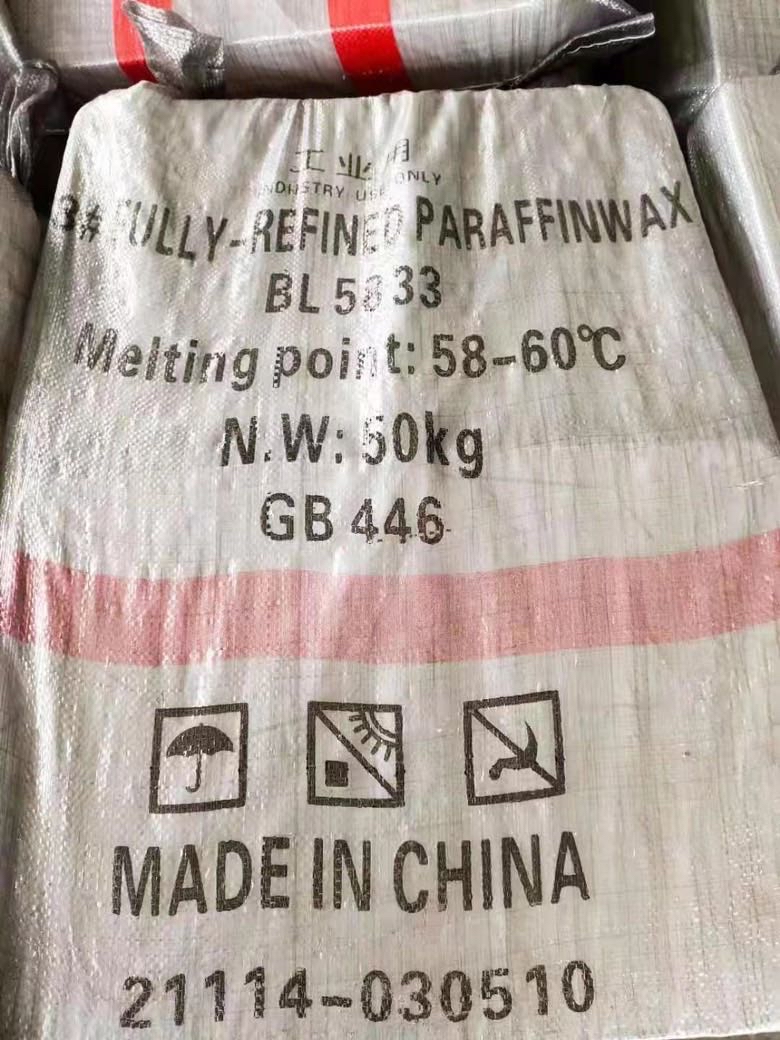 工业用
INDUSTRY USE ONLY
3# FULLY-REFINED PARAFFINWAX
BL 5833
Melting point: 58-60℃
N.W: 50kg
GB 446
MADE IN CHINA
21114-030510